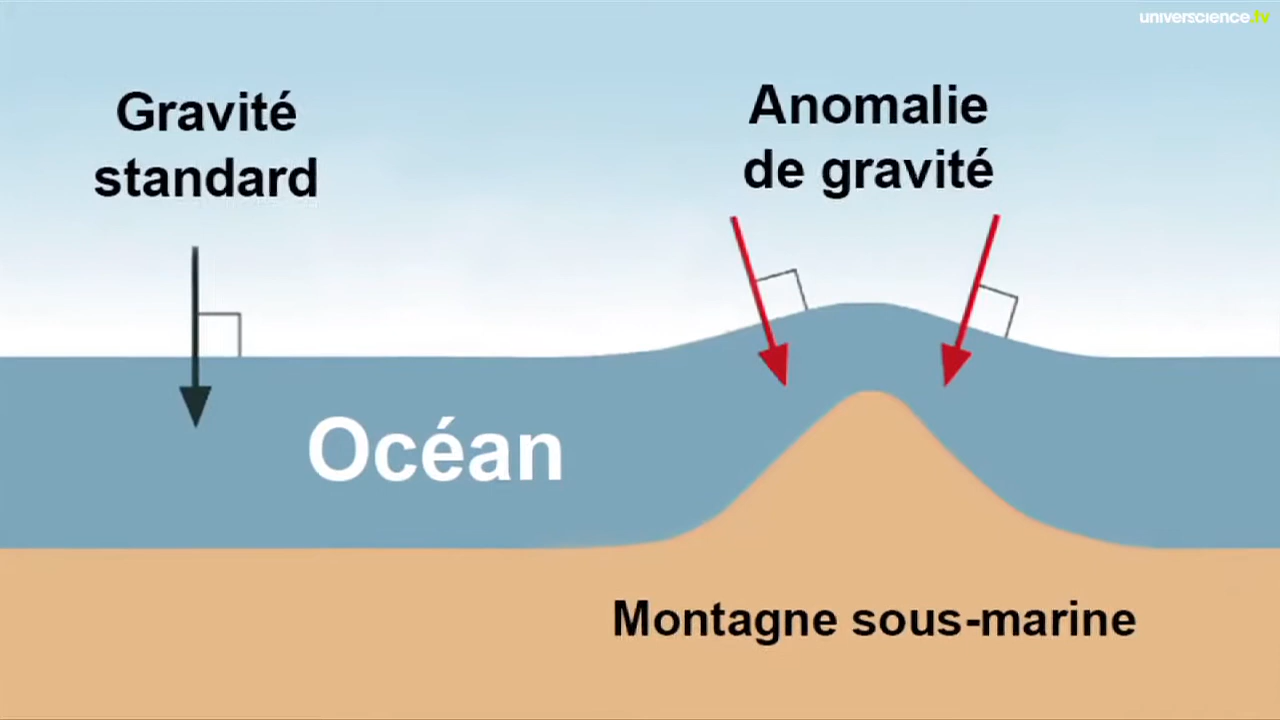 universcience.tv
Gravité
standard
Anomalie
de gravité
Océan
Montagne sous-marine